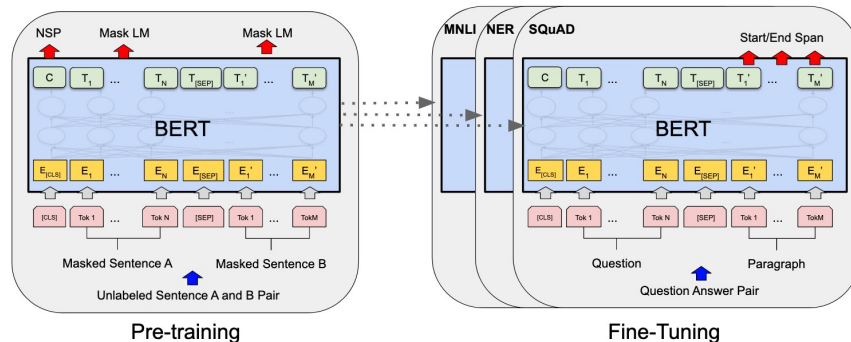 NSP Mask LM Mask LM
C T1 ... TN T[SEP] T1' ... TM'
BERT
E[CLS] E1 ... EN E[SEP] E1' ... EM'
[CLS] Tok 1 ... Tok N [SEP] Tok 1 ... TokM
Masked Sentence A Masked Sentence B
Unlabeled Sentence A and B Pair
Pre-training
MNLI NER SQuAD
Start/End Span
C T1 ... TN T[SEP] T1' ... TM'
BERT
E[CLS] E1 ... EN E[SEP] E1' ... EM'
[CLS] Tok 1 ... Tok N [SEP] Tok 1 ... TokM
Question Paragraph
Question Answer Pair
Fine-Tuning